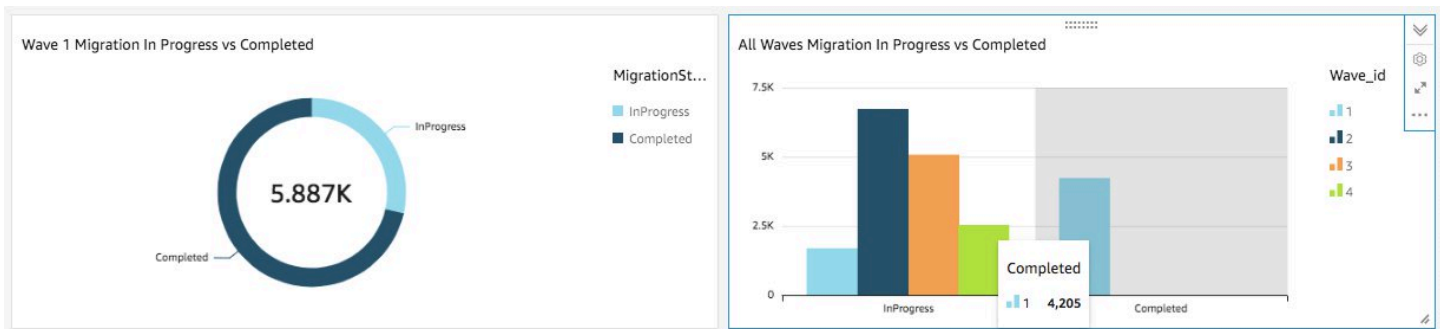 Wave 1 Migration In Progress vs Completed
MigrationSt...
InProgress
Completed
InProgress
Completed
5.887K
All Waves Migration In Progress vs Completed
Wave_id
1
2
3
4
7.5K
5K
2.5K
0
InProgress
Completed
Completed
1 4,205